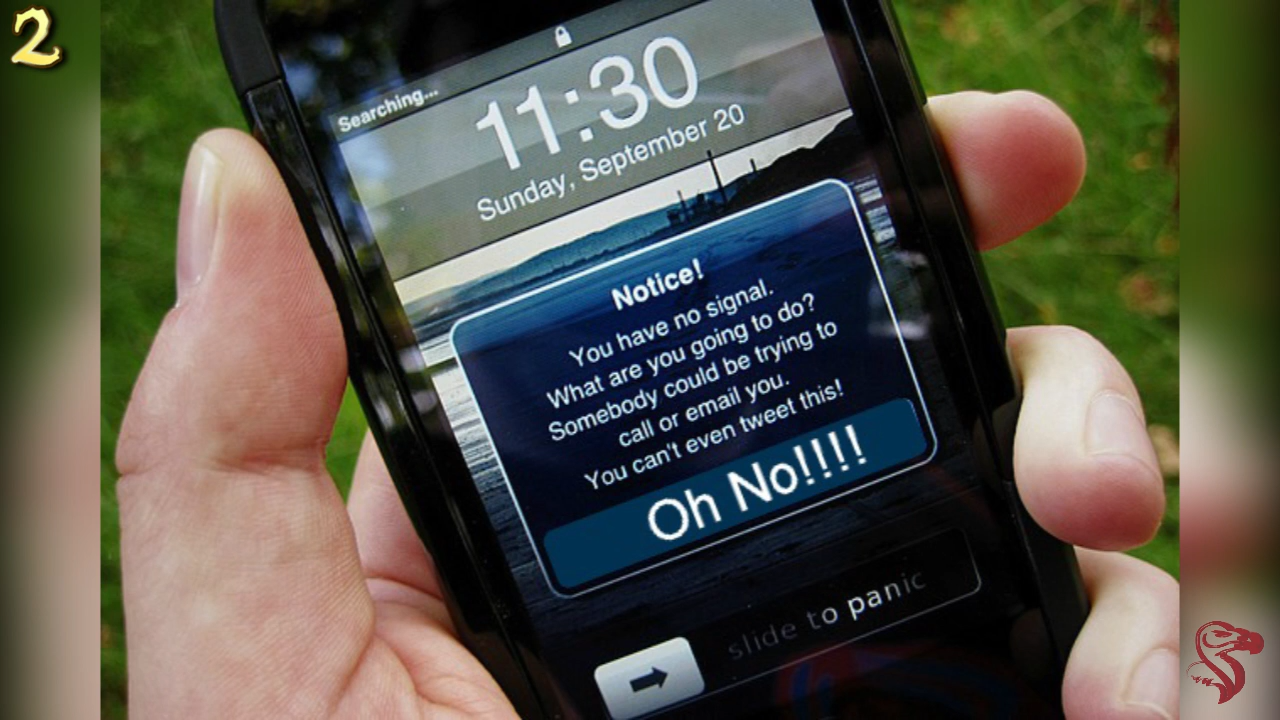 2
Searching...
11:30
Sunday, September 20
Notice!
You have no signal.
What are you going to do?
Somebody could be trying to
call or email you.
You can't even tweet this!
Oh No!!!!
slide to panic